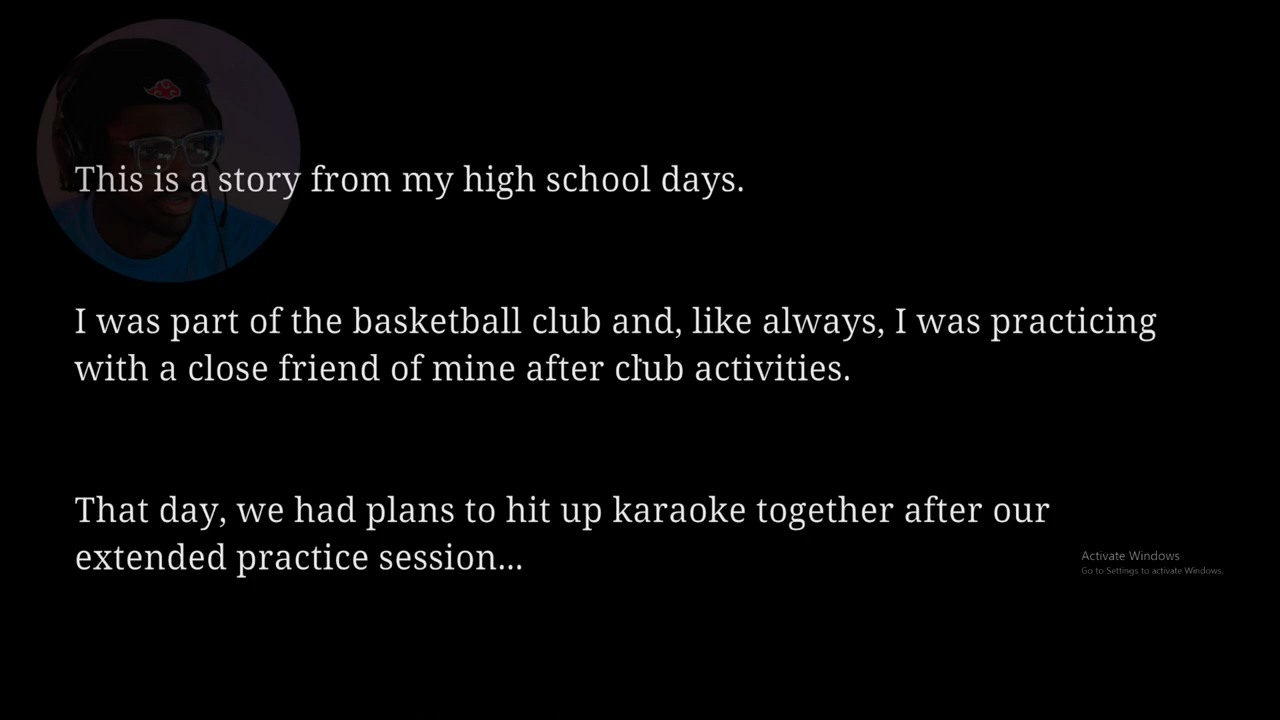 This is a story from my high school days.
I was part of the basketball club and, like always, I was practicing
with a close friend of mine after club activities.
That day, we had plans to hit up karaoke together after our
extended practice session...
Activate Windows
Go to Settings to activate Windows.